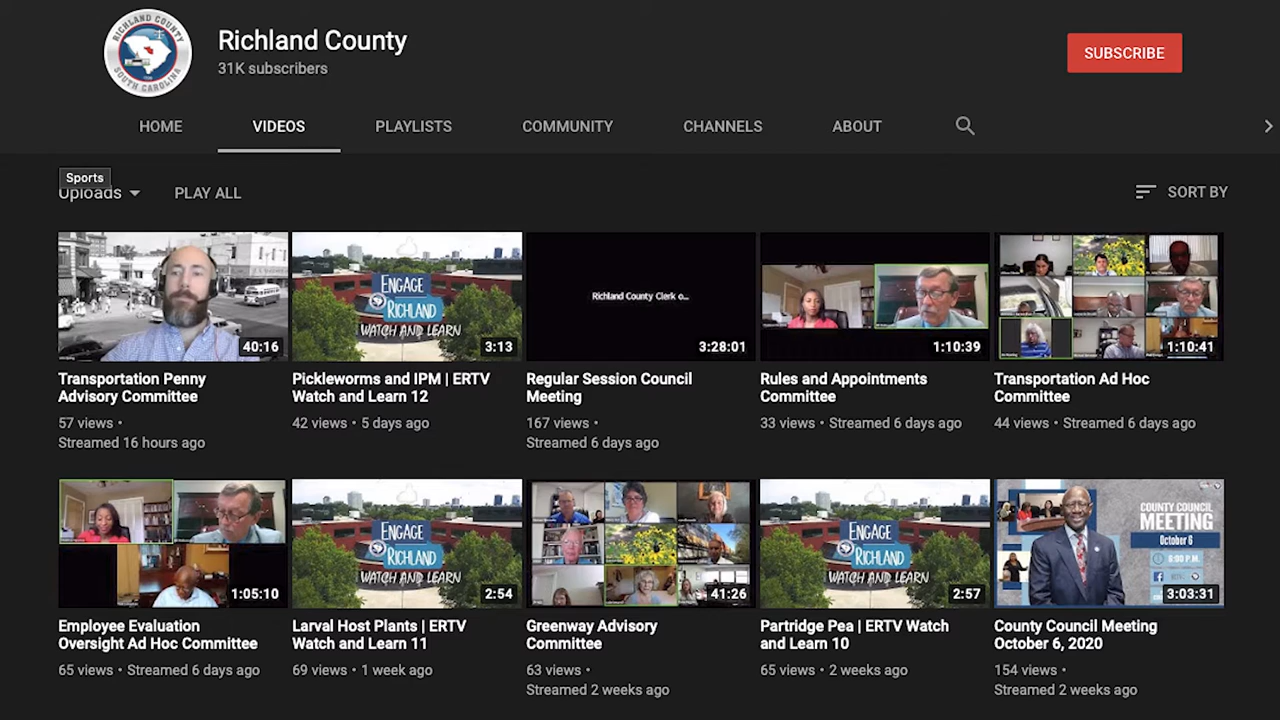 RICHLAND COUNTY
SOUTH CAROLINA
Richland County
31K subscribers
SUBSCRIBE
HOME
VIDEOS
PLAYLISTS
COMMUNITY
CHANNELS
ABOUT
Sports
Uploads
PLAY ALL
SORT BY
40:16
ENGAGE
RICHLAND
WATCH AND LEARN
3:13
Richland County Clerk o...
3:28:01
1:10:39
1:10:41
Transportation Penny
Advisory Committee
57 views •
Streamed 16 hours ago
Pickleworms and IPM | ERTV
Watch and Learn 12
42 views • 5 days ago
Regular Session Council
Meeting
167 views •
Streamed 6 days ago
Rules and Appointments
Committee
33 views • Streamed 6 days ago
Transportation Ad Hoc
Committee
44 views • Streamed 6 days ago
1:05:10
ENGAGE
RICHLAND
WATCH AND LEARN
2:54
41:26
ENGAGE
RICHLAND
WATCH AND LEARN
2:57
COUNTY COUNCIL
MEETING
October 6
6:00 P.M.
3:03:31
Employee Evaluation
Oversight Ad Hoc Committee
65 views • Streamed 6 days ago
Larval Host Plants | ERTV
Watch and Learn 11
69 views • 1 week ago
Greenway Advisory
Committee
63 views •
Streamed 2 weeks ago
Partridge Pea | ERTV Watch
and Learn 10
65 views • 2 weeks ago
County Council Meeting
October 6, 2020
154 views •
Streamed 2 weeks ago